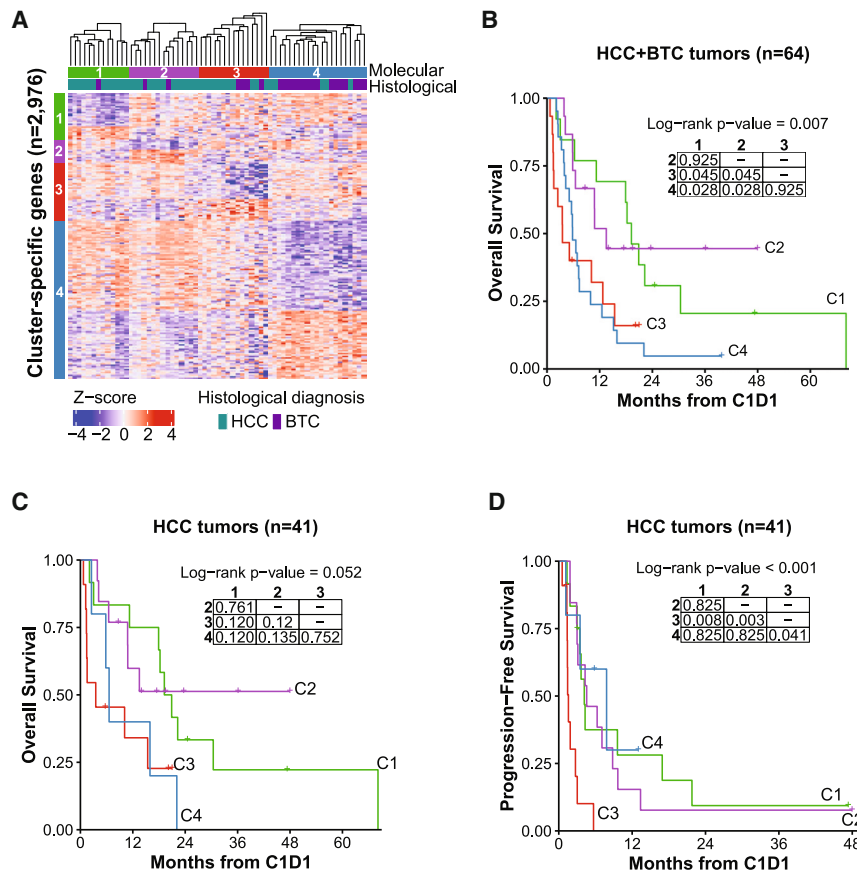 A
1 2 3 4 Molecular
Histological
Cluster-specific genes (n=2,976)
1
2
3
4
Z−score
−4 −2 0 2 4
Histological diagnosis
HCC BTC
B
HCC+BTC tumors (n=64)
Log-rank p-value = 0.007
1 2 3
2 0.925 − −
3 0.045 0.045 −
4 0.028 0.028 0.925
Overall Survival
1.00
0.75
0.50
0.25
0.00
C2
C1
C3
C4
0 12 24 36 48 60
Months from C1D1
C
HCC tumors (n=41)
Log-rank p-value = 0.052
1 2 3
2 0.761 − −
3 0.120 0.12 −
4 0.120 0.135 0.752
Overall Survival
1.00
0.75
0.50
0.25
0.00
C2
C3
C1
C4
0 12 24 36 48 60
Months from C1D1
D
HCC tumors (n=41)
Log-rank p-value < 0.001
1 2 3
2 0.825 − −
3 0.008 0.003 −
4 0.825 0.825 0.041
Progression−Free Survival
1.00
0.75
0.50
0.25
0.00
C4
C1
C3
C2
0 12 24 36 48
Months from C1D1